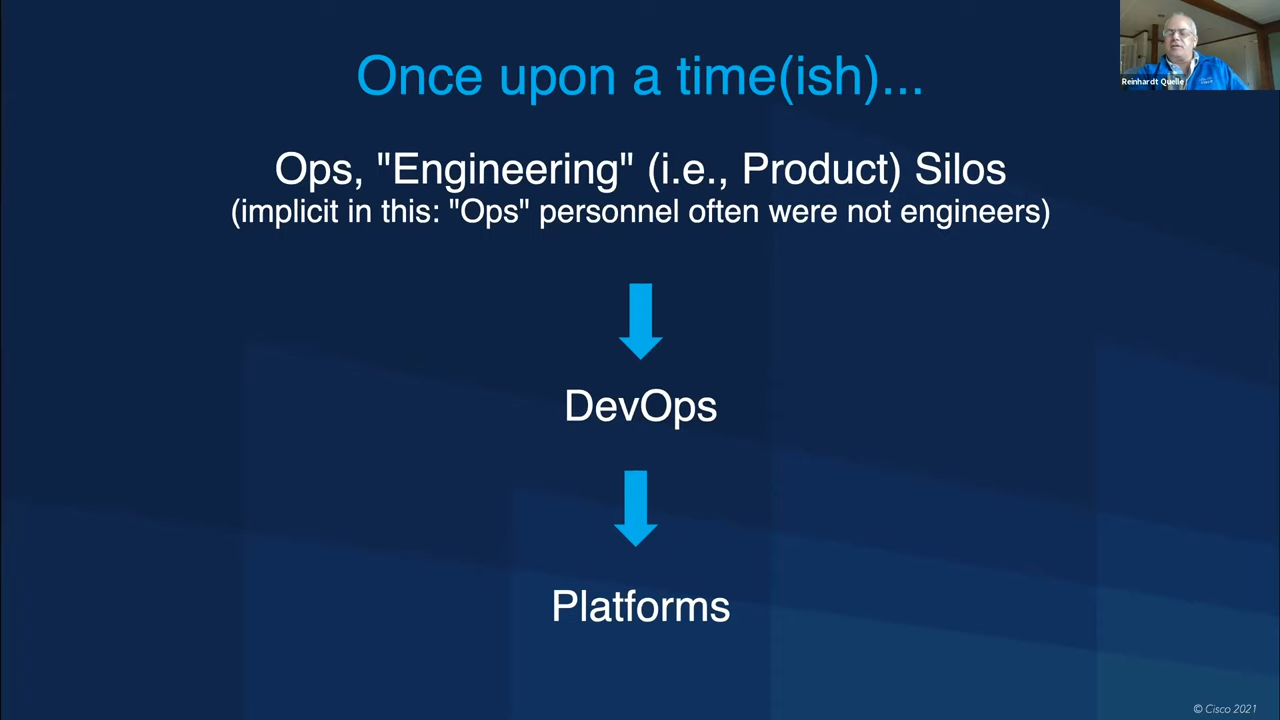 Once upon a time(ish)...
Reinhardt Quelle
Ops, "Engineering" (i.e., Product) Silos
(implicit in this: "Ops" personnel often were not engineers)
DevOps
Platforms
© Cisco 2021